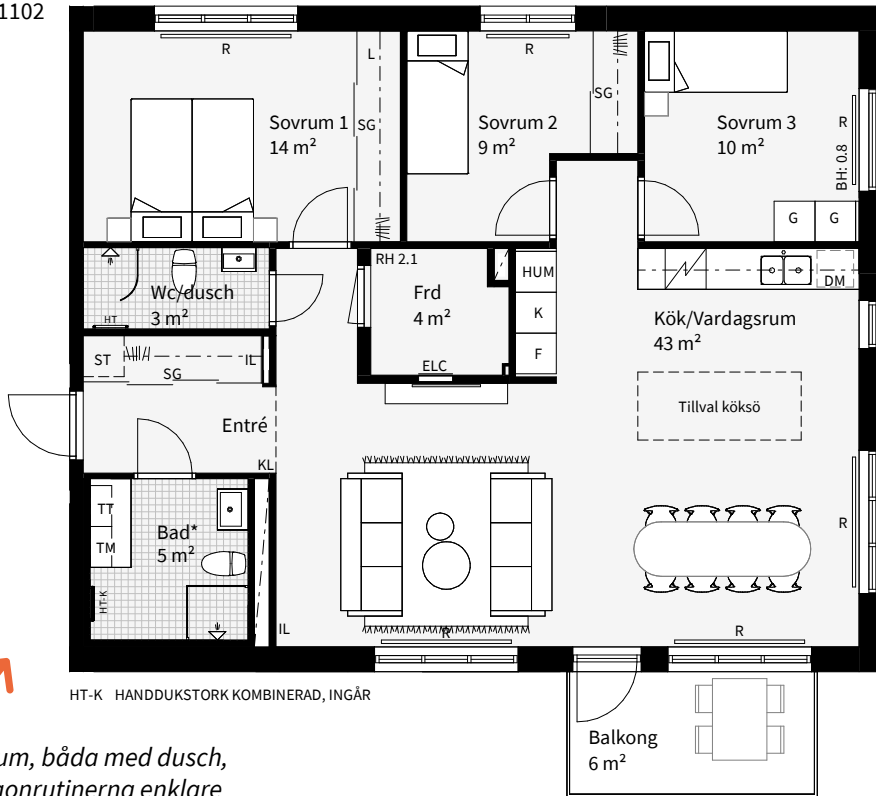 1102
R
L
R
SG
SG
Sovrum 1
14 m²
Sovrum 2
9 m²
Sovrum 3
10 m²
R
BH: 0.8
G
G
RH 2.1
HUM
K
F
DM
Wc/dusch
3 m²
HT
Frd
4 m²
ELC
Kök/Vardagsrum
43 m²
ST
SG
IL
Tillval köksö
Entré
KL
TT
TM
Bad*
5 m²
HT-K
IL
R
R
R
HT-K HANDDUKSTORK KOMBINERAD, INGÅR
Balkong
6 m²
um, båda med dusch,
gonrutinerna enklare